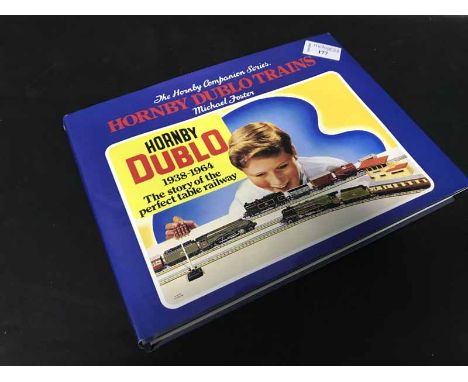 177
The Hornby Companion Series.
HORNBY DUBLO TRAINS
Michael Foster
HORNBY
DUBLO
1938-1964
The story of the
perfect table railway